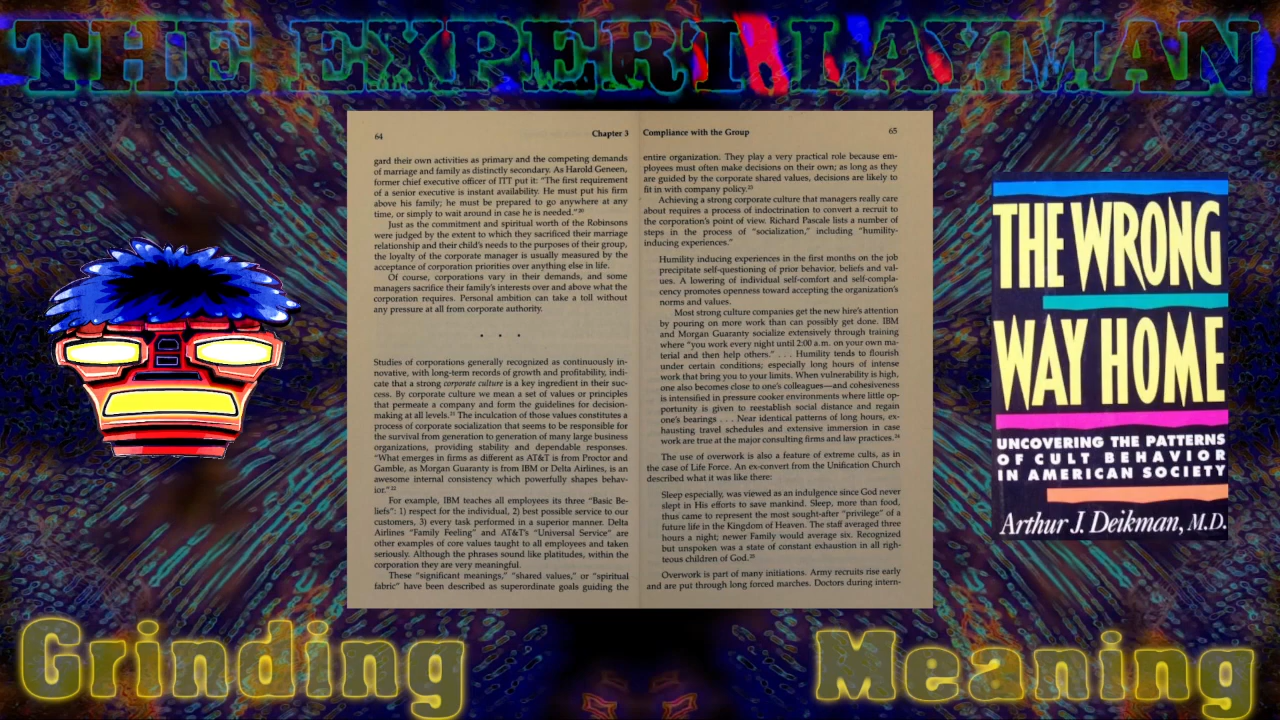 THE EXPERT LAYMAN
64
Chapter 3
gard their own activities as primary and the competing demands
of marriage and family as distinctly secondary. As Harold Geneen,
former chief executive officer of ITT put it: "The first requirement
of a senior executive is instant availability. He must put his firm
above his family; he must be prepared to go anywhere at any
time, or simply to wait around in case he is needed."20
Just as the commitment and spiritual worth of the Robinsons
were judged by the extent to which they sacrificed their marriage
relationship and their child's needs to the purposes of their group,
the loyalty of the corporate manager is usually measured by the
acceptance of corporation priorities over anything else in life.
Of course, corporations vary in their demands, and some
managers sacrifice their family's interests over and above what the
corporation requires. Personal ambition can take a toll without
any pressure at all from corporate authority.
. . .
Studies of corporations generally recognized as continuously in-
novative, with long-term records of growth and profitability, indi-
cate that a strong corporate culture is a key ingredient in their suc-
cess. By corporate culture we mean a set of values or principles
that permeate a company and form the guidelines for decision-
making at all levels.21 The inculcation of those values constitutes a
process of corporate socialization that seems to be responsible for
the survival from generation to generation of many large business
organizations, providing stability and dependable responses.
"What emerges in firms as different as AT&T is from Proctor and
Gamble, as Morgan Guaranty is from IBM or Delta Airlines, is an
awesome internal consistency which powerfully shapes behav-
ior."22
For example, IBM teaches all employees its three "Basic Be-
liefs": 1) respect for the individual, 2) best possible service to our
customers, 3) every task performed in a superior manner. Delta
Airlines "Family Feeling" and AT&T's "Universal Service" are
other examples of core values taught to all employees and taken
seriously. Although the phrases sound like platitudes, within the
corporation they are very meaningful.
These "significant meanings," "shared values," or "spiritual
fabric" have been described as superordinate goals guiding the
Compliance with the Group
65
entire organization. They play a very practical role because em-
ployees must often make decisions on their own; as long as they
are guided by the corporate shared values, decisions are likely to
fit in with company policy.23
Achieving a strong corporate culture that managers really care
about requires a process of indoctrination to convert a recruit to
the corporation's point of view. Richard Pascale lists a number of
steps in the process of "socialization," including "humility-
inducing experiences."
Humility inducing experiences in the first months on the job
precipitate self-questioning of prior behavior, beliefs and val-
ues. A lowering of individual self-comfort and self-compla-
cency promotes openness toward accepting the organization's
norms and values.
Most strong culture companies get the new hire's attention
by pouring on more work than can possibly get done. IBM
and Morgan Guaranty socialize extensively through training
where "you work every night until 2:00 a.m. on your own ma-
terial and then help others." . . . Humility tends to flourish
under certain conditions; especially long hours of intense
work that bring you to your limits. When vulnerability is high,
one also becomes close to one's colleagues—and cohesiveness
is intensified in pressure cooker environments where little op-
portunity is given to reestablish social distance and regain
one's bearings . . . Near identical patterns of long hours, ex-
hausting travel schedules and extensive immersion in case
work are true at the major consulting firms and law practices.24
The use of overwork is also a feature of extreme cults, as in
the case of Life Force. An ex-convert from the Unification Church
described what it was like there:
Sleep especially, was viewed as an indulgence since God never
slept in His efforts to save mankind. Sleep, more than food,
thus came to represent the most sought-after "privilege" of a
future life in the Kingdom of Heaven. The staff averaged three
hours a night; newer Family would average six. Recognized
but unspoken was a state of constant exhaustion in all righ-
teous children of God.25
Overwork is part of many initiations. Army recruits rise early
and are put through long forced marches. Doctors during intern-
THE WRONG
WAY HOME
UNCOVERING THE PATTERNS
OF CULT BEHAVIOR
IN AMERICAN SOCIETY
Arthur J. Deikman, M.D.
Grinding
Meaning